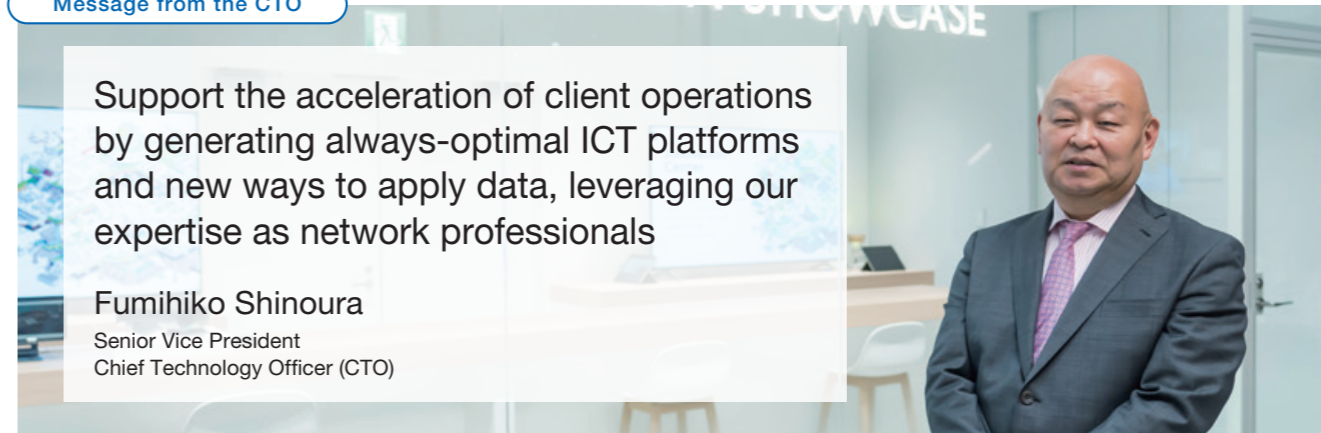 Message from the CTO
SHOWCASE
Support the acceleration of client operations
by generating always-optimal ICT platforms
and new ways to apply data, leveraging our
expertise as network professionals
Fumihiko Shinoura
Senior Vice President
Chief Technology Officer (CTO)